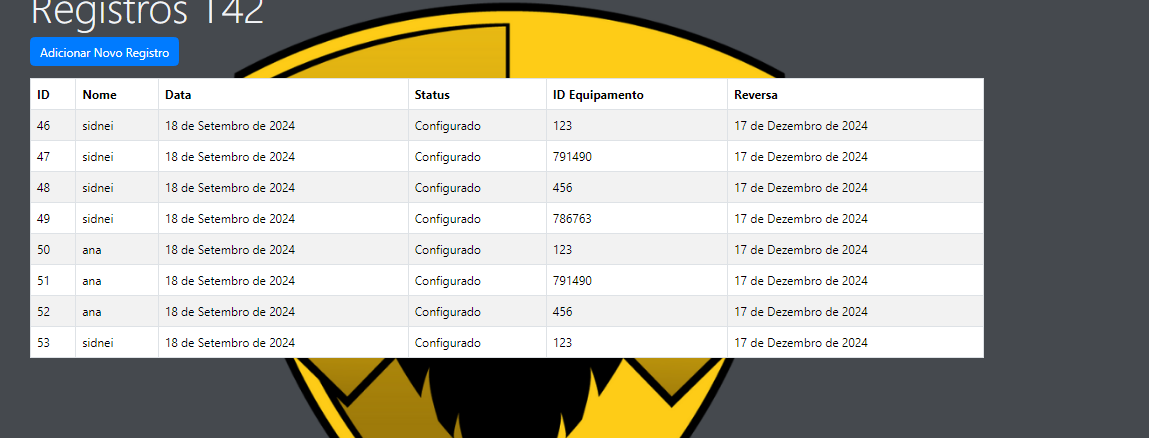 Registros T42
Adicionar Novo Registro
ID Nome Data Status ID Equipamento Reversa
46 sidnei 18 de Setembro de 2024 Configurado 123 17 de Dezembro de 2024
47 sidnei 18 de Setembro de 2024 Configurado 791490 17 de Dezembro de 2024
48 sidnei 18 de Setembro de 2024 Configurado 456 17 de Dezembro de 2024
49 sidnei 18 de Setembro de 2024 Configurado 786763 17 de Dezembro de 2024
50 ana 18 de Setembro de 2024 Configurado 123 17 de Dezembro de 2024
51 ana 18 de Setembro de 2024 Configurado 791490 17 de Dezembro de 2024
52 ana 18 de Setembro de 2024 Configurado 456 17 de Dezembro de 2024
53 sidnei 18 de Setembro de 2024 Configurado 123 17 de Dezembro de 2024